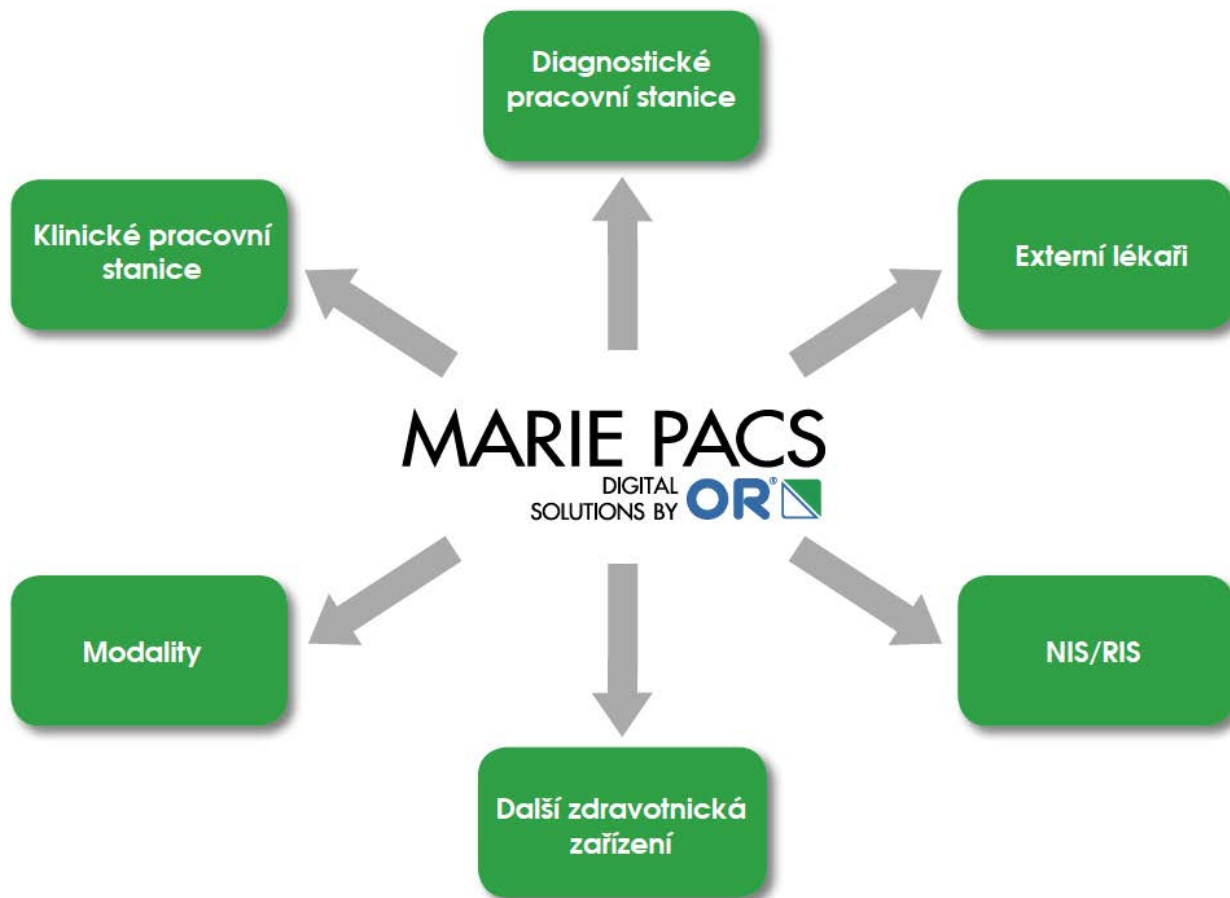 Diagnostické
pracovní stanice
Klinické pracovní
stanice
Externí lékaři
MARIE PACS
DIGITAL
SOLUTIONS BY OR®
Modality
NIS/RIS
Další zdravotnická
zařízení